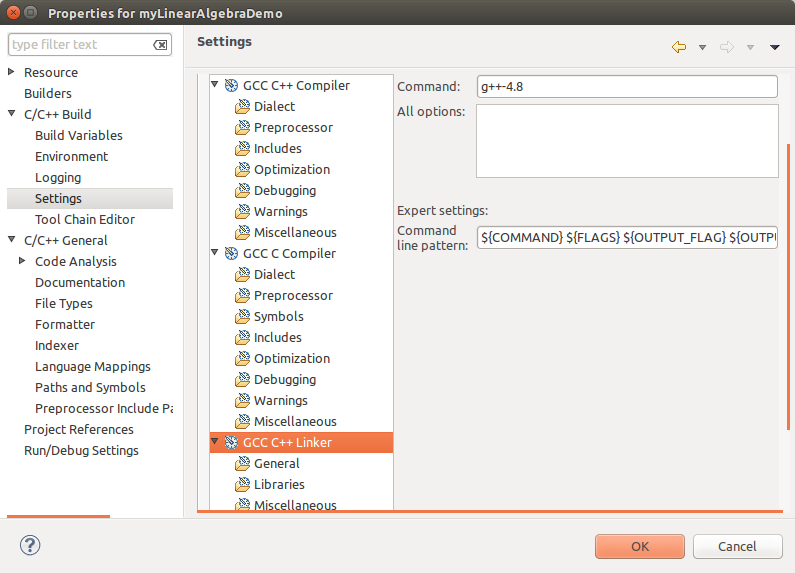 Properties for myLinearAlgebraDemo
type filter text
Resource
Builders
C/C++ Build
Build Variables
Environment
Logging
Settings
Tool Chain Editor
C/C++ General
Code Analysis
Documentation
File Types
Formatter
Indexer
Language Mappings
Paths and Symbols
Preprocessor Include Pa
Project References
Run/Debug Settings
Settings
GCC C++ Compiler
Dialect
Preprocessor
Includes
Optimization
Debugging
Warnings
Miscellaneous
GCC C Compiler
Dialect
Preprocessor
Symbols
Includes
Optimization
Debugging
Warnings
Miscellaneous
GCC C++ Linker
General
Libraries
Miscellaneous
Command: g++-4.8
All options:
Expert settings:
Command
line pattern: ${COMMAND} ${FLAGS} ${OUTPUT_FLAG} ${OUTP
OK
Cancel